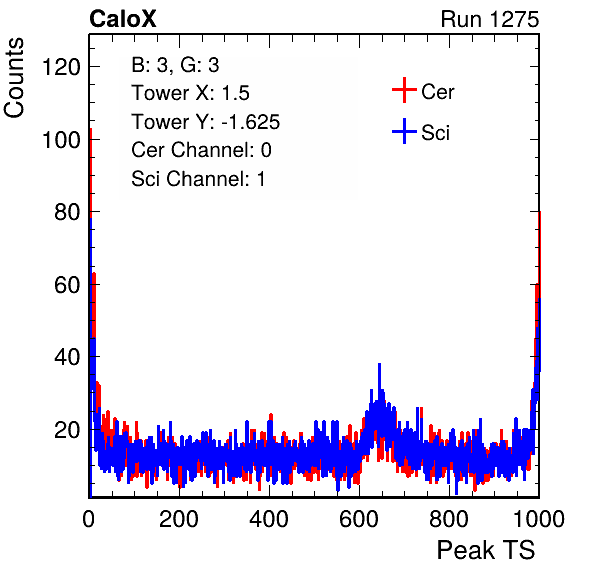 CaloX Run 1275
Counts
B: 3, G: 3
Tower X: 1.5
Tower Y: -1.625
Cer Channel: 0
Sci Channel: 1
Cer
Sci
120
100
80
60
40
20
0 200 400 600 800 1000
Peak TS